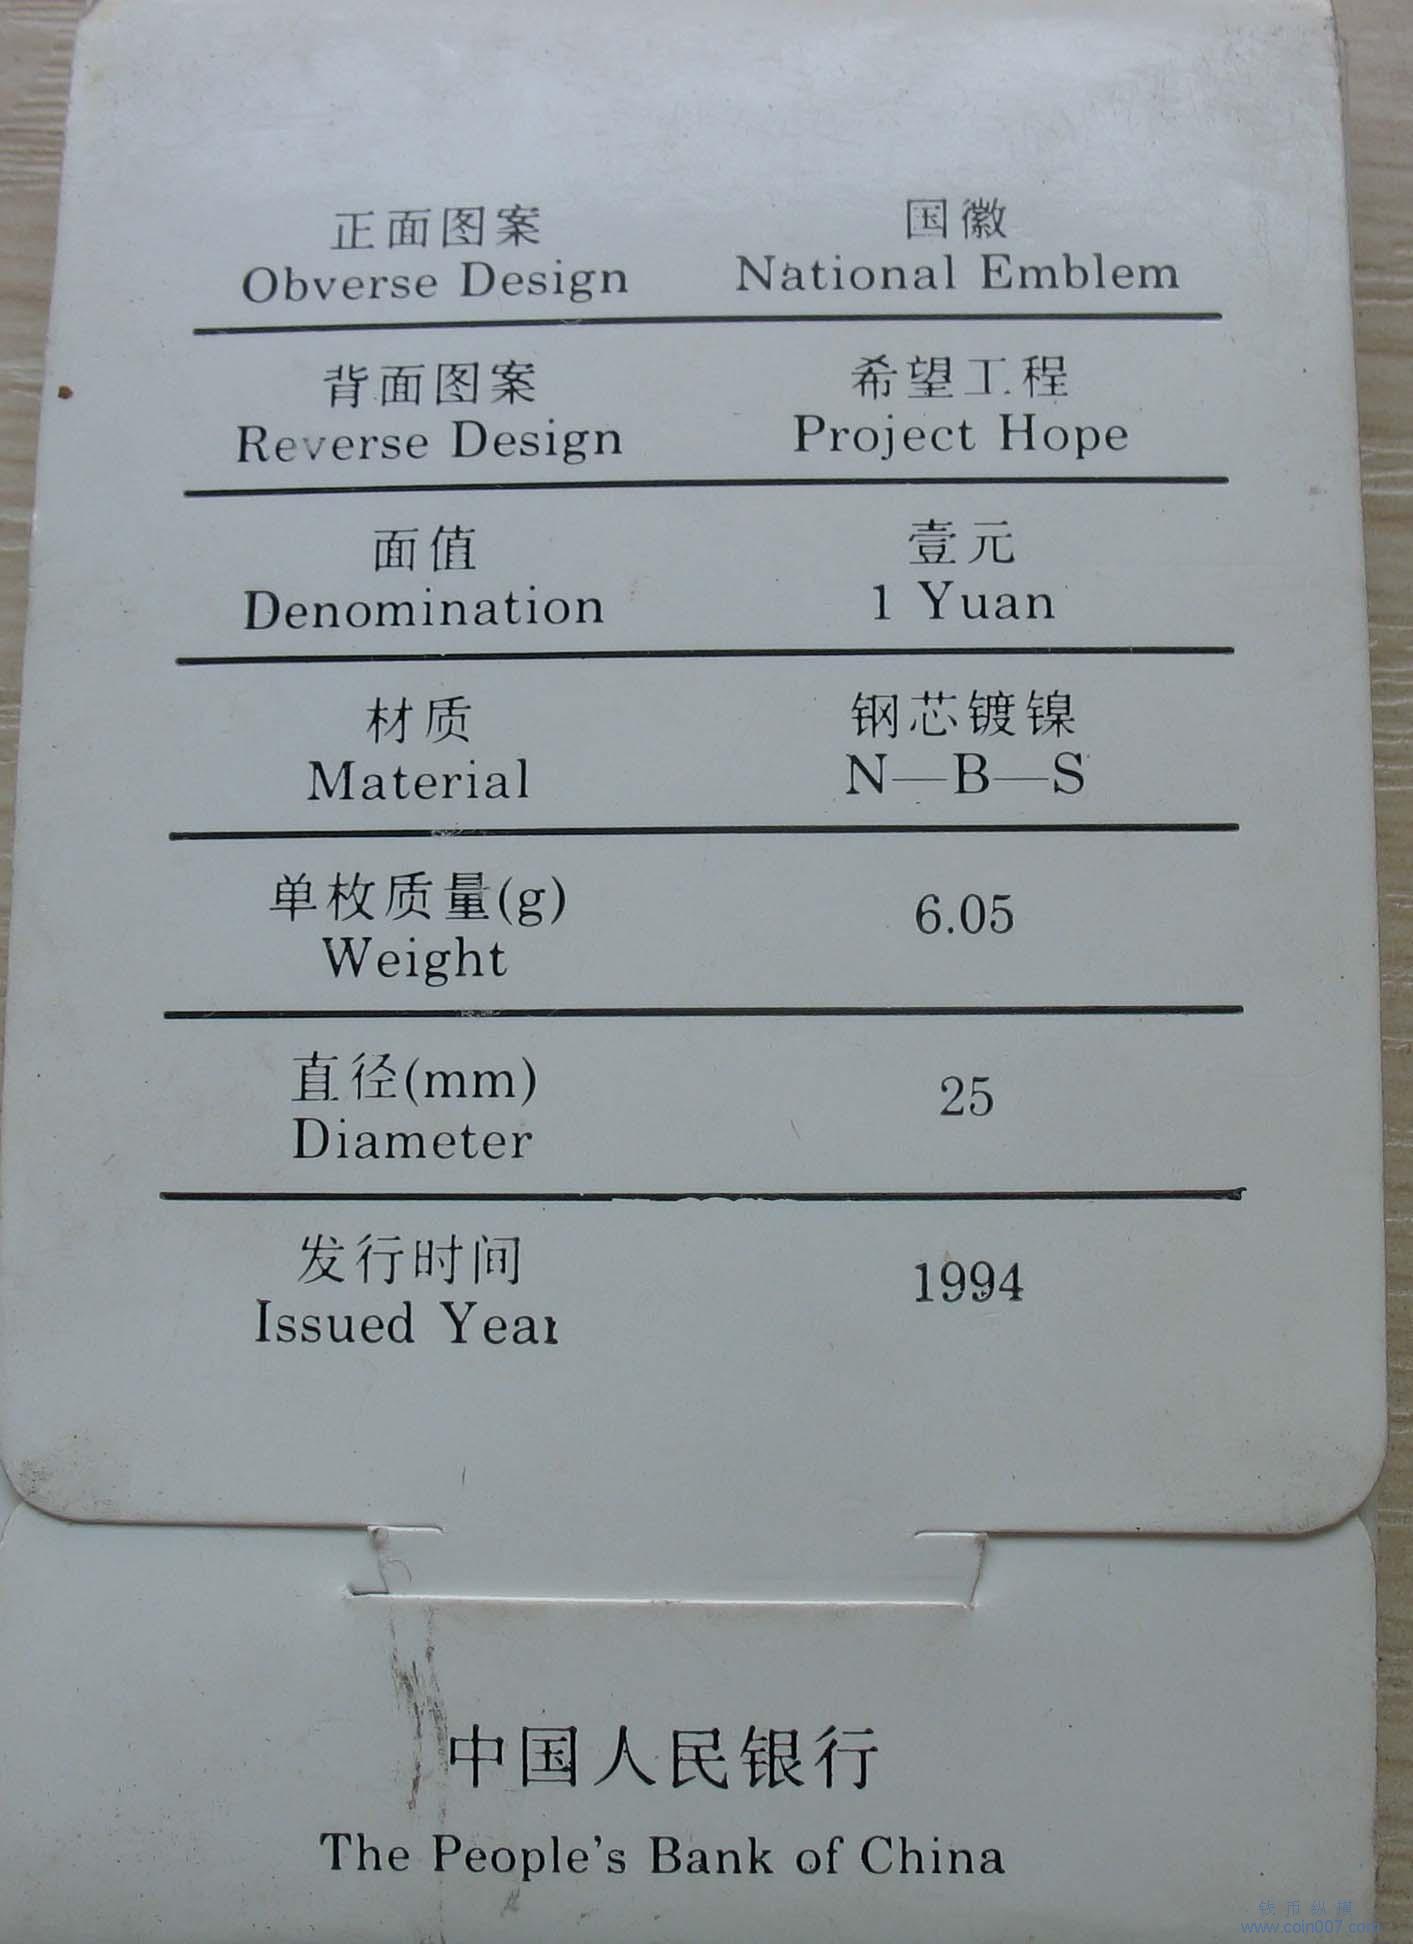 正面图案 国徽
Obverse Design National Emblem
背面图案 希望工程
Reverse Design Project Hope
面值 壹元
Denomination 1 Yuan
材质 钢芯镀镍
Material N—B—S
单枚质量(g) 6.05
Weight
直径(mm) 25
Diameter
发行时间 1994
Issued Year
中国人民银行
The People's Bank of China
钱币纵横
www.coin007.com